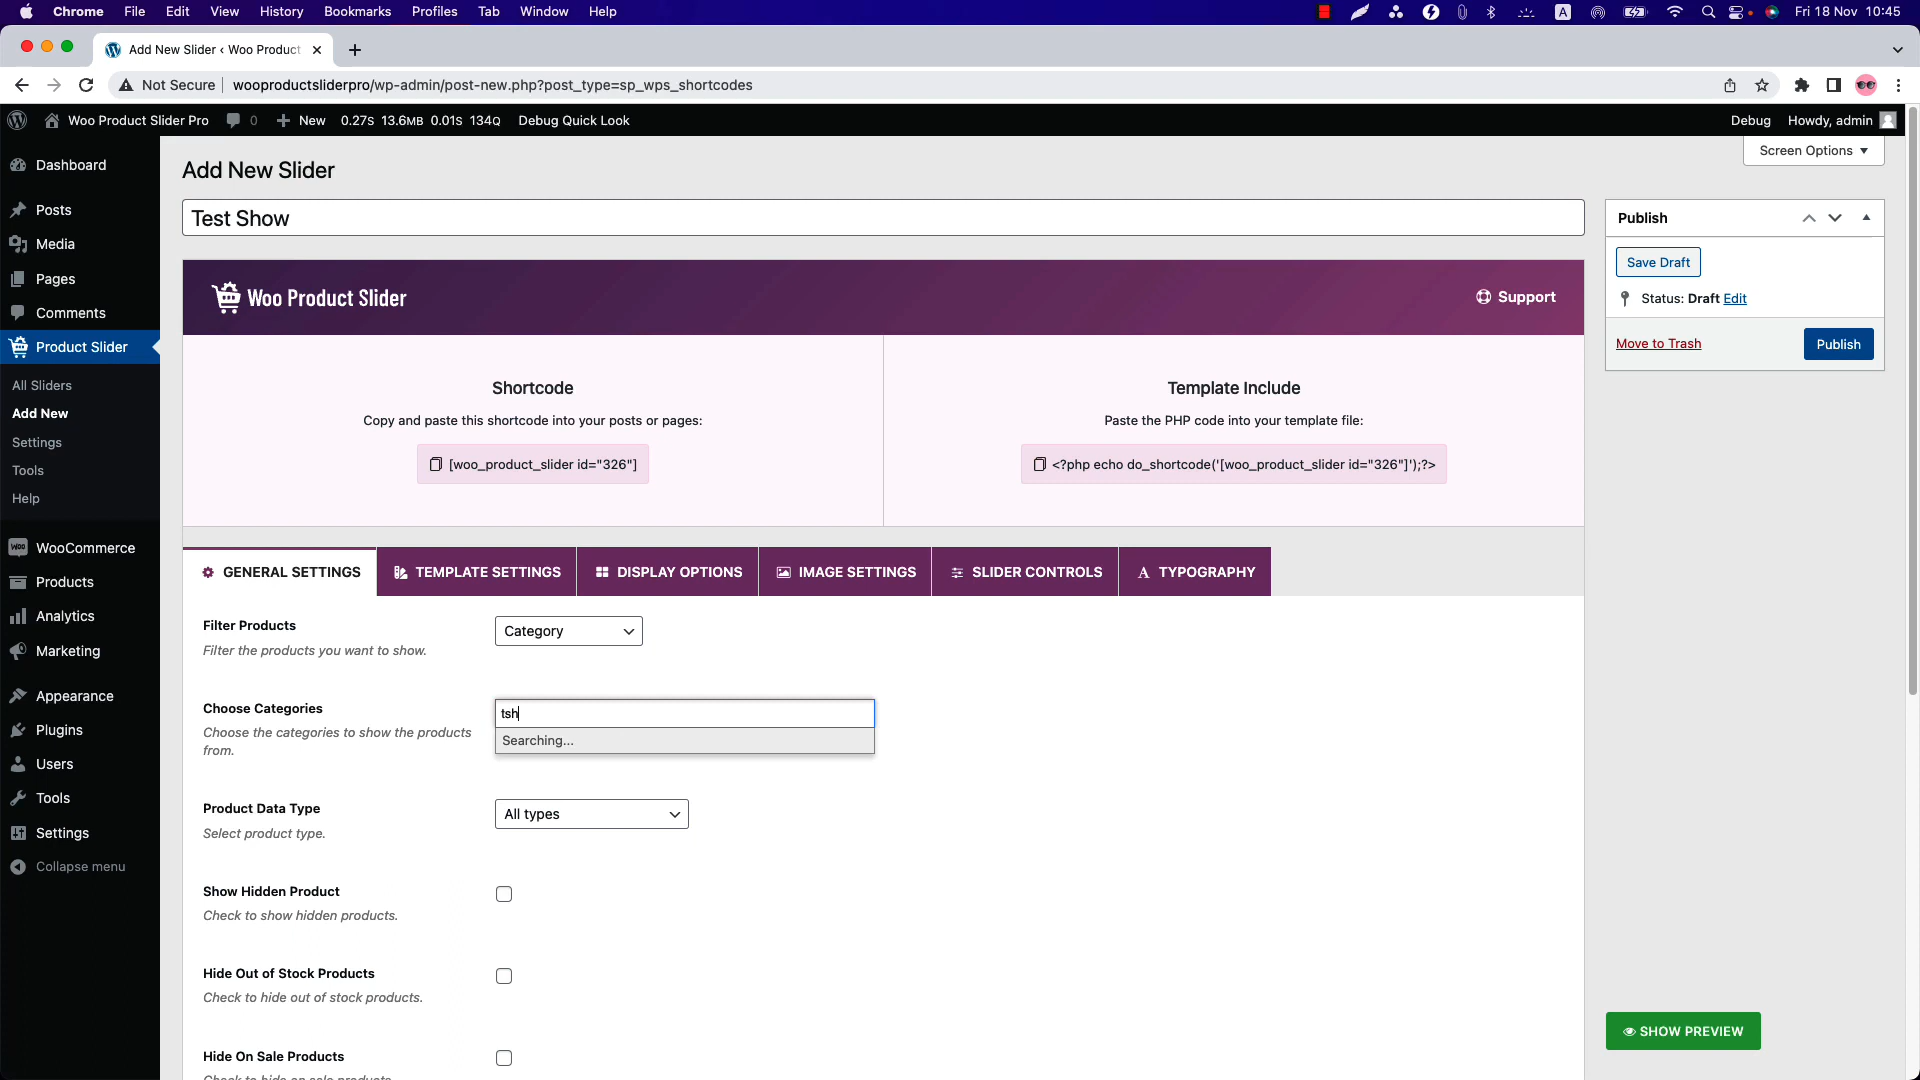 Chrome File Edit View History Bookmarks Profiles Tab Window Help
A
Fri 18 Nov 10:45
Add New Slider ‹ Woo Product
Not Secure wooproductsliderpro/wp-admin/post-new.php?post_type=sp_wps_shortcodes
Woo Product Slider Pro 0 New 0.27s 13.6MB 0.01s 134Q Debug Quick Look
Debug Howdy, admin
Dashboard
Posts
Media
Pages
Comments
Product Slider
All Sliders
Add New
Settings
Tools
Help
WooCommerce
Products
Analytics
Marketing
Appearance
Plugins
Users
Tools
Settings
Collapse menu
Add New Slider
Screen Options
Test Show
Woo Product Slider
Support
Shortcode
Copy and paste this shortcode into your posts or pages:
[woo_product_slider id="326"]
Template Include
Paste the PHP code into your template file:
<?php echo do_shortcode('[woo_product_slider id="326"]');?>
GENERAL SETTINGS
TEMPLATE SETTINGS
DISPLAY OPTIONS
IMAGE SETTINGS
SLIDER CONTROLS
TYPOGRAPHY
Filter Products
Filter the products you want to show.
Category
Choose Categories
Choose the categories to show the products
from.
tsh
Searching...
Product Data Type
Select product type.
All types
Show Hidden Product
Check to show hidden products.
Hide Out of Stock Products
Check to hide out of stock products.
Hide On Sale Products
Check to hide on sale products
Publish
Save Draft
Status: Draft Edit
Move to Trash
Publish
SHOW PREVIEW